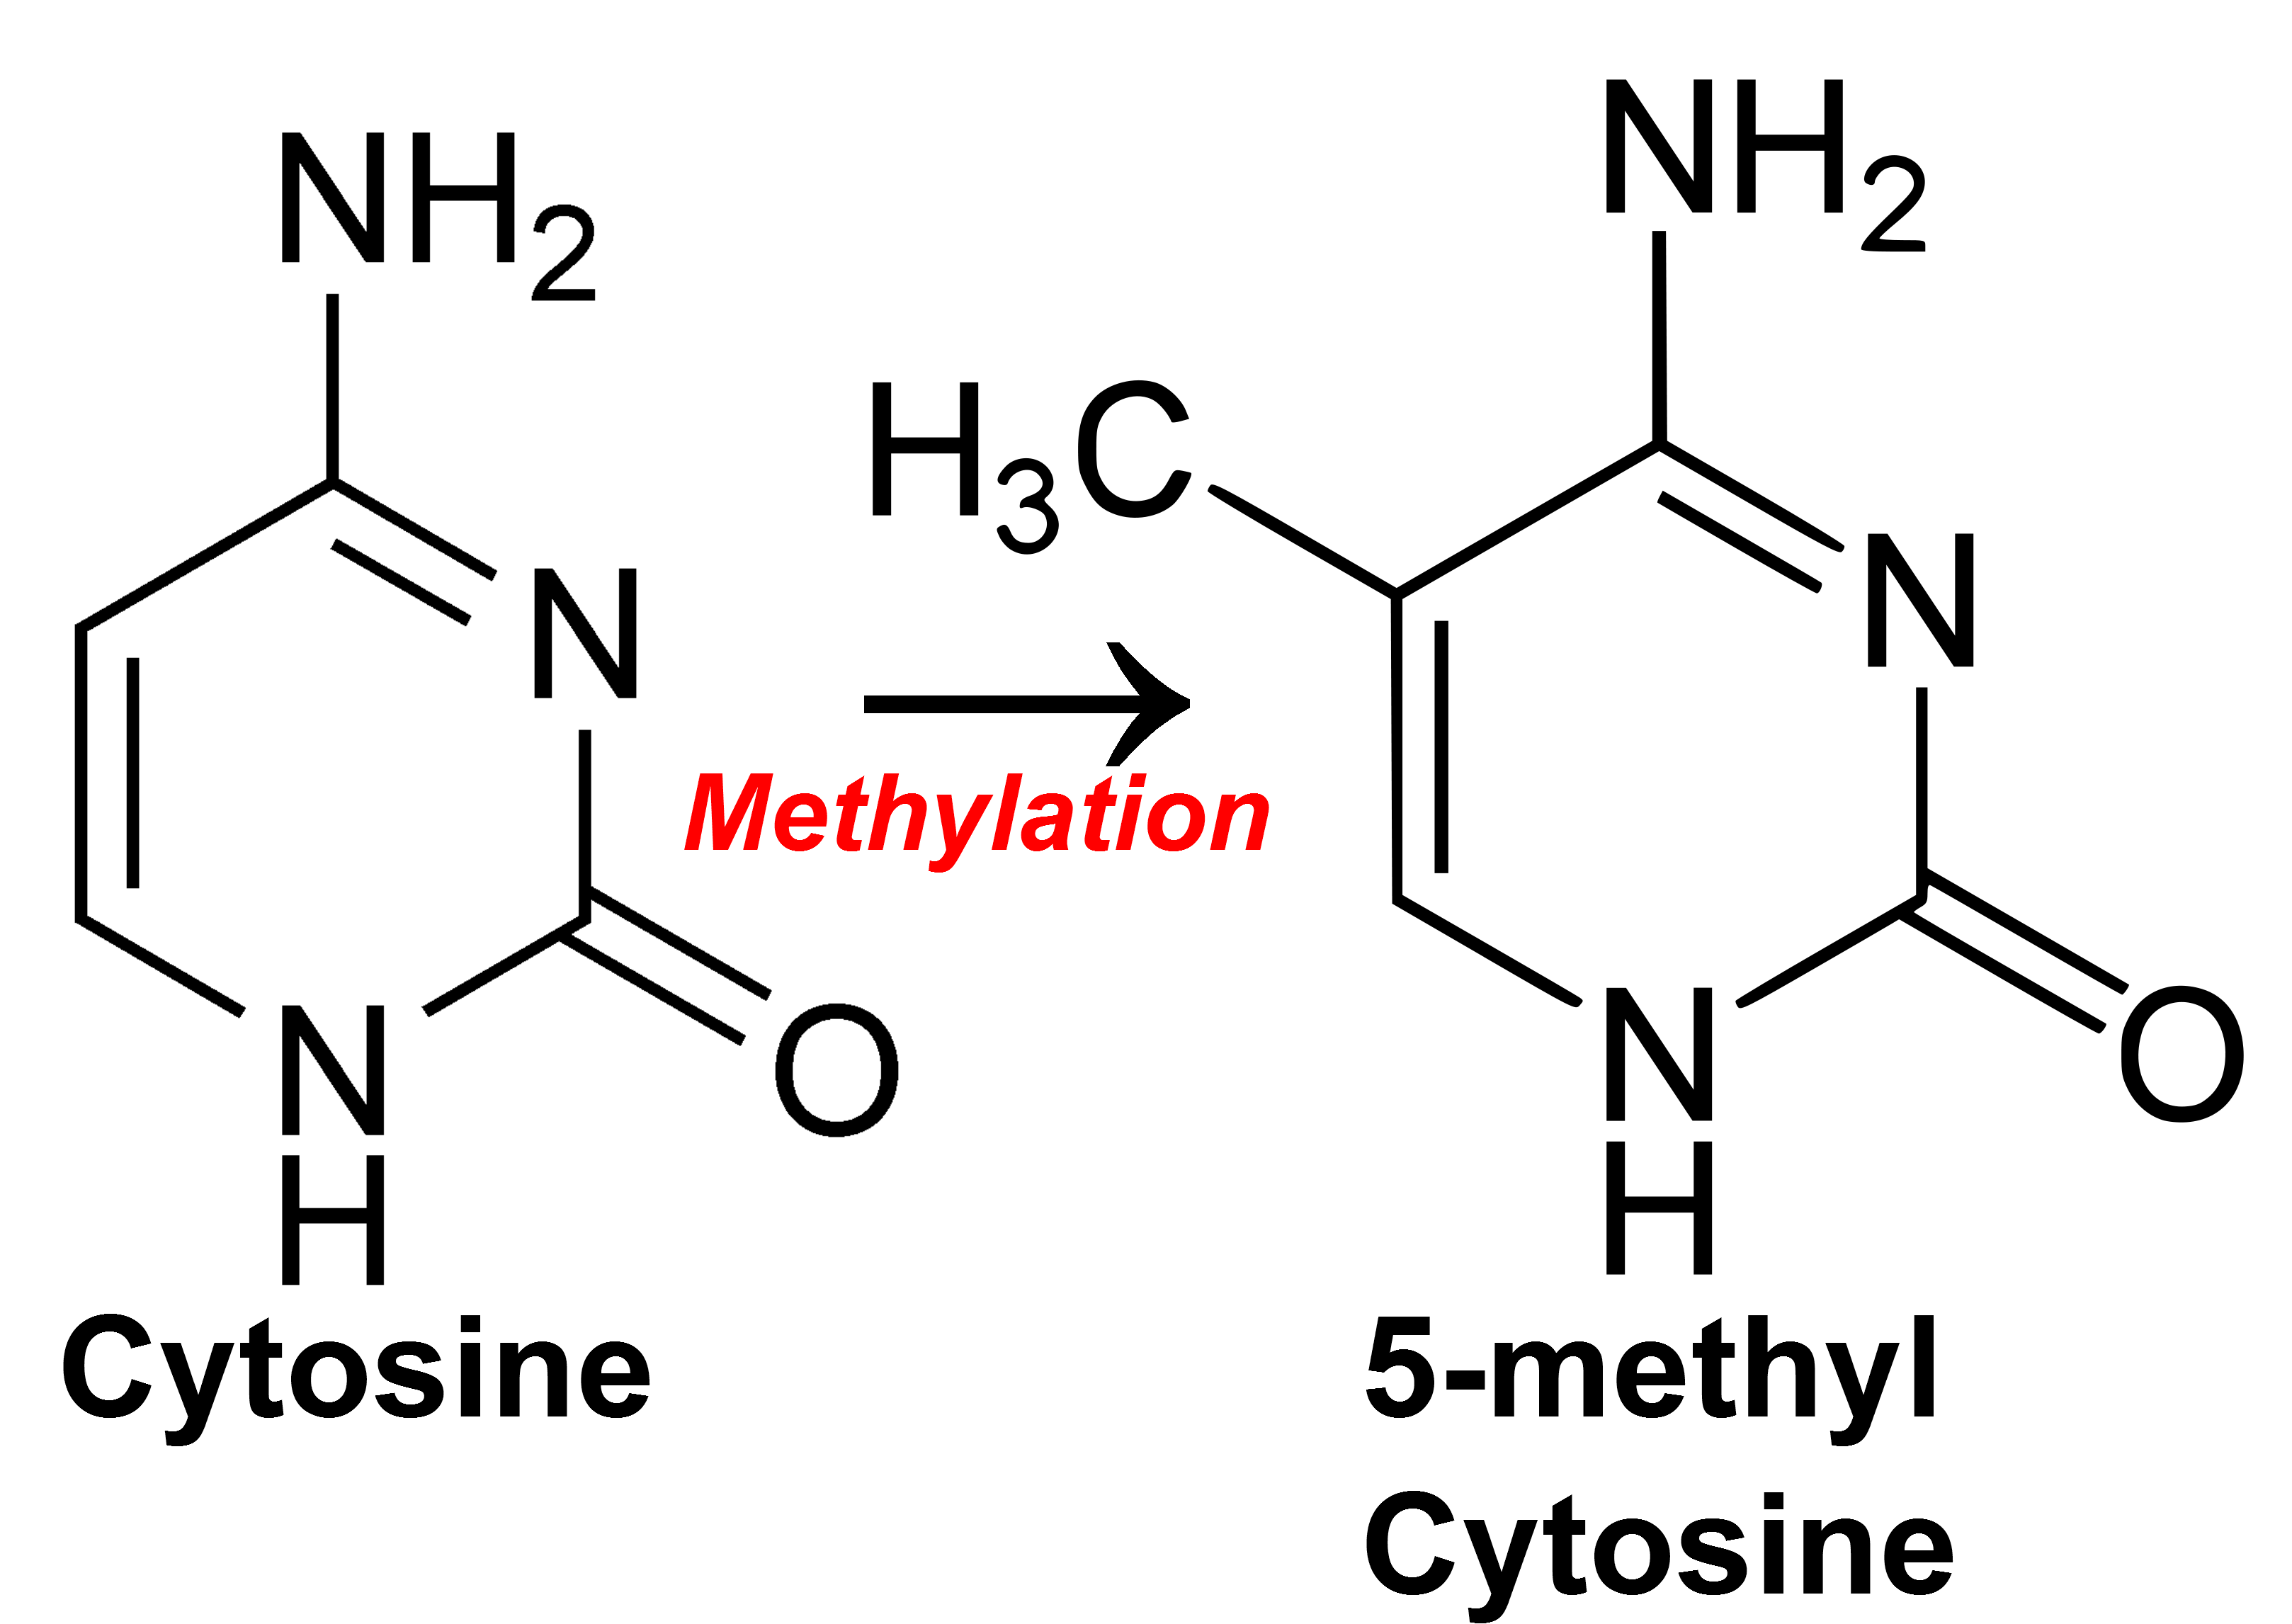 NH2
N
N
H
O
Cytosine
Methylation
NH2
H3C
N
N
H
O
5-methyl
Cytosine